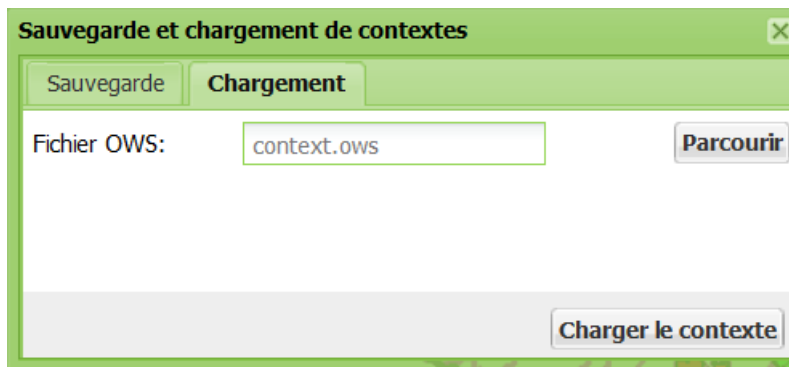 Sauvegarde et chargement de contextes
Sauvegarde Chargement
Fichier OWS: context.ows Parcourir
Charger le contexte